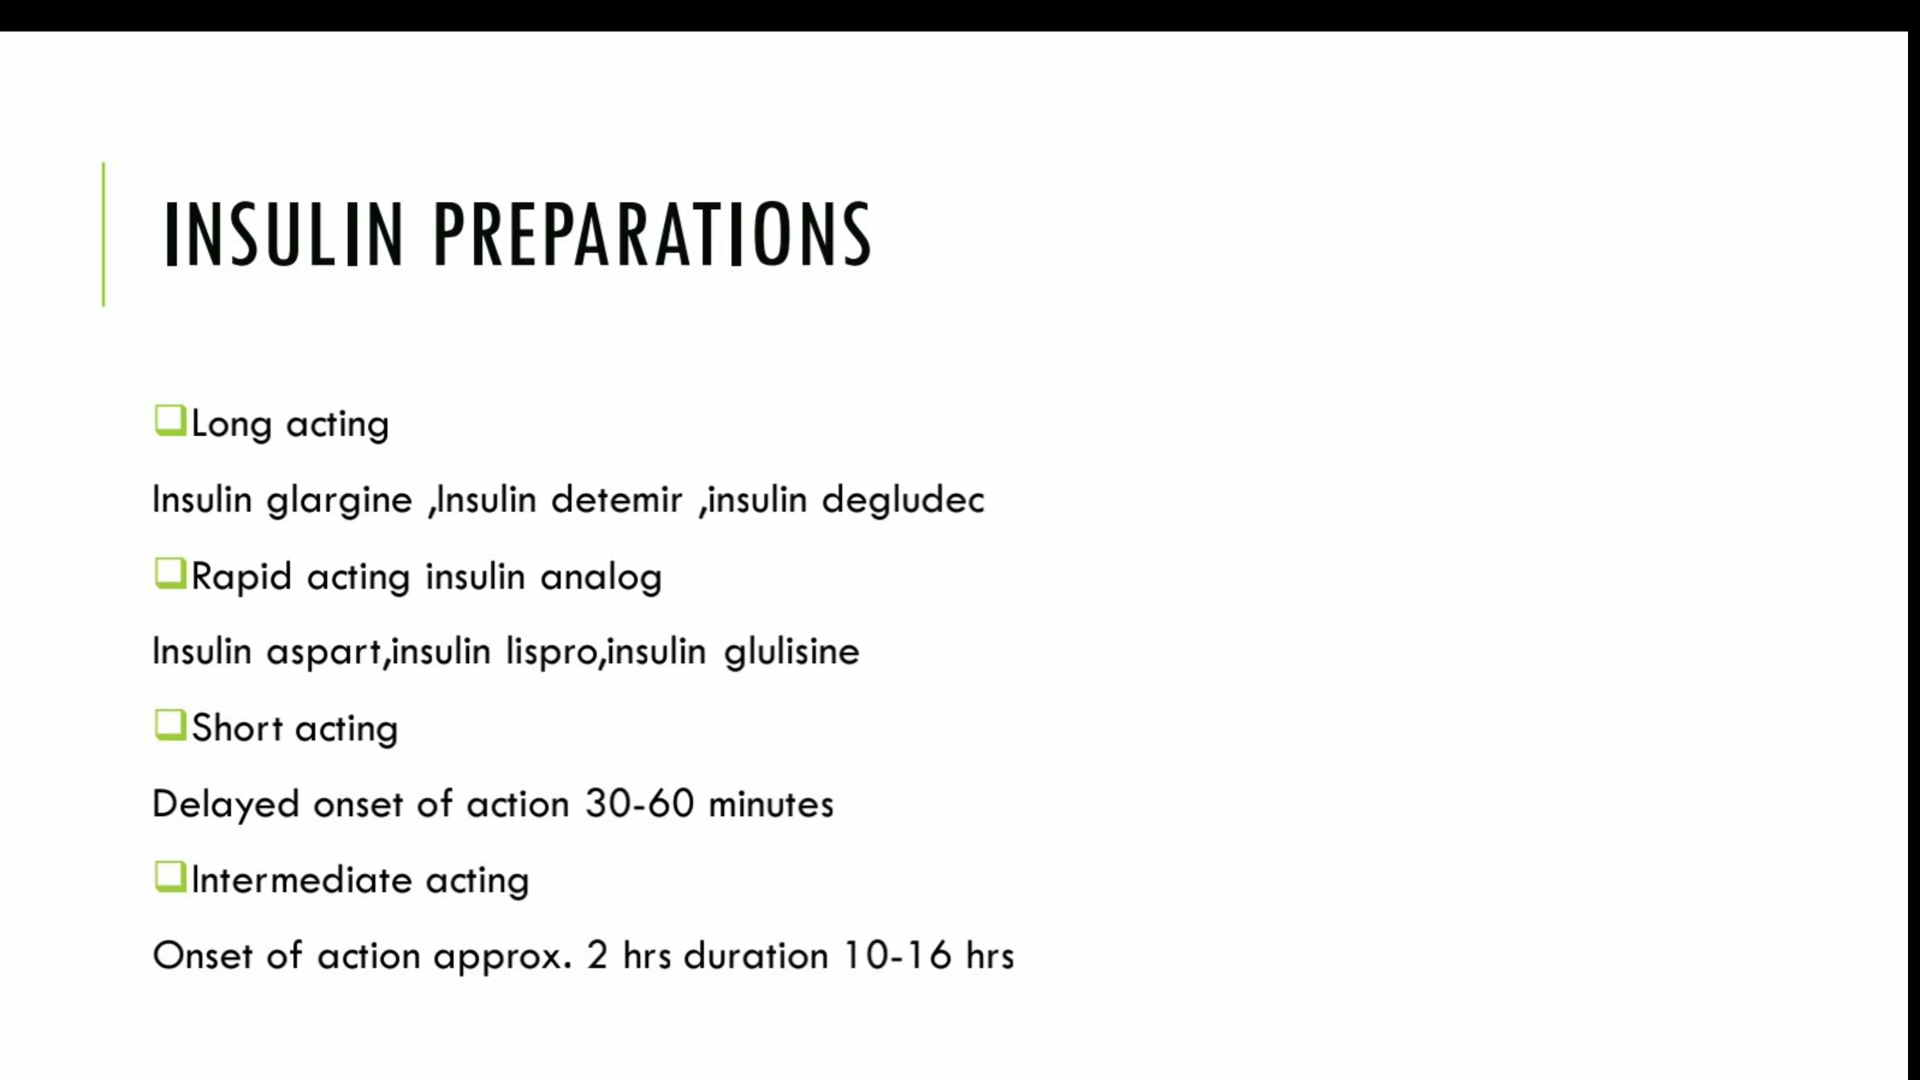 INSULIN PREPARATIONS
Long acting
Insulin glargine ,Insulin detemir ,insulin degludec
Rapid acting insulin analog
Insulin aspart,insulin lispro,insulin glulisine
Short acting
Delayed onset of action 30-60 minutes
Intermediate acting
Onset of action approx. 2 hrs duration 10-16 hrs